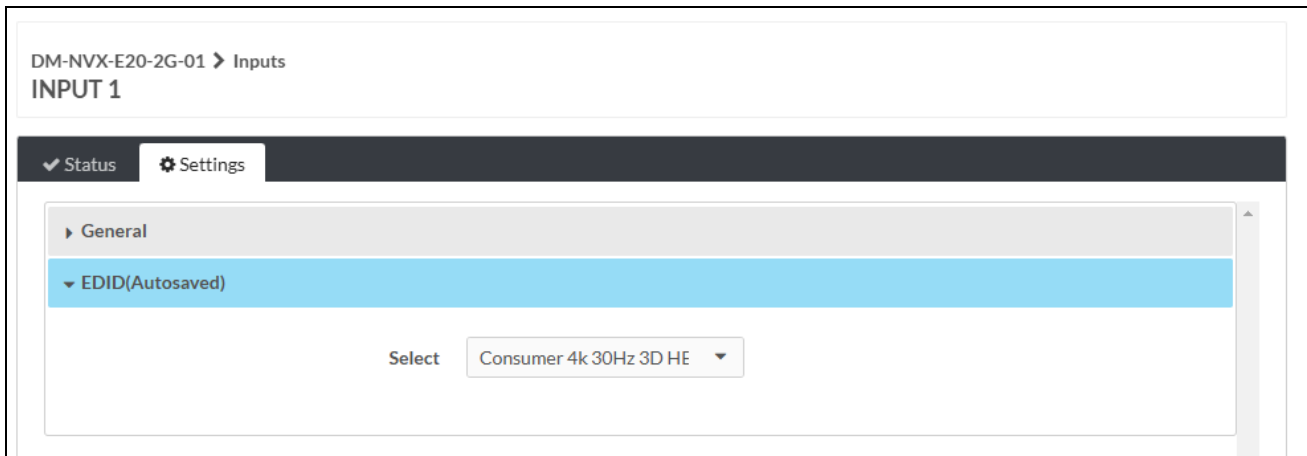 DM-NVX-E20-2G-01 > Inputs
INPUT 1
Status Settings
General
EDID(Autosaved)
Select Consumer 4k 30Hz 3D HE